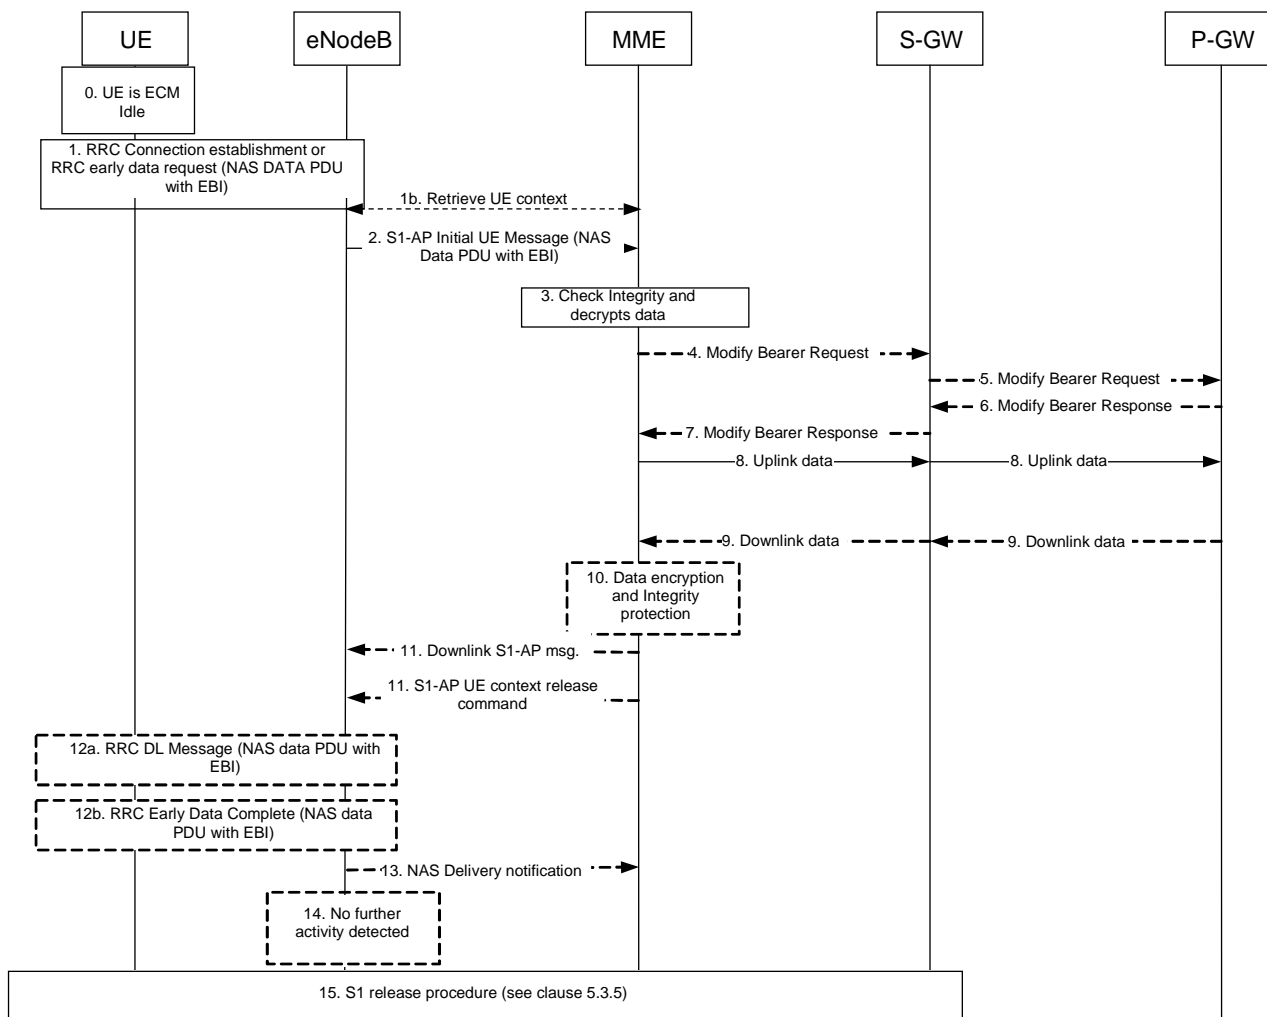 UE
eNodeB
MME
S-GW
P-GW
0. UE is ECM
Idle
1. RRC Connection establishment or
RRC early data request (NAS DATA PDU
with EBI)
1b. Retrieve UE context
2. S1-AP Initial UE Message (NAS
Data PDU with EBI)
3. Check Integrity and
decrypts data
4. Modify Bearer Request
5. Modify Bearer Request
6. Modify Bearer Response
7. Modify Bearer Response
8. Uplink data
8. Uplink data
9. Downlink data
9. Downlink data
10. Data encryption
and Integrity
protection
11. Downlink S1-AP msg.
11. S1-AP UE context release
command
12a. RRC DL Message (NAS data PDU with
EBI)
12b. RRC Early Data Complete (NAS data
PDU with EBI)
13. NAS Delivery notification
14. No further
activity detected
15. S1 release procedure (see clause 5.3.5)